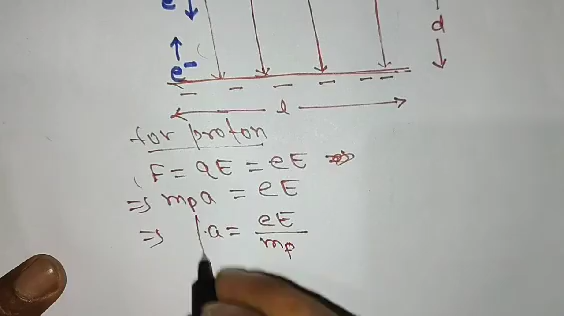 e
d
e⁻
l
for proton
F = qE = eE
⇒ mₚa = eE
⇒ a = eE/mₚ